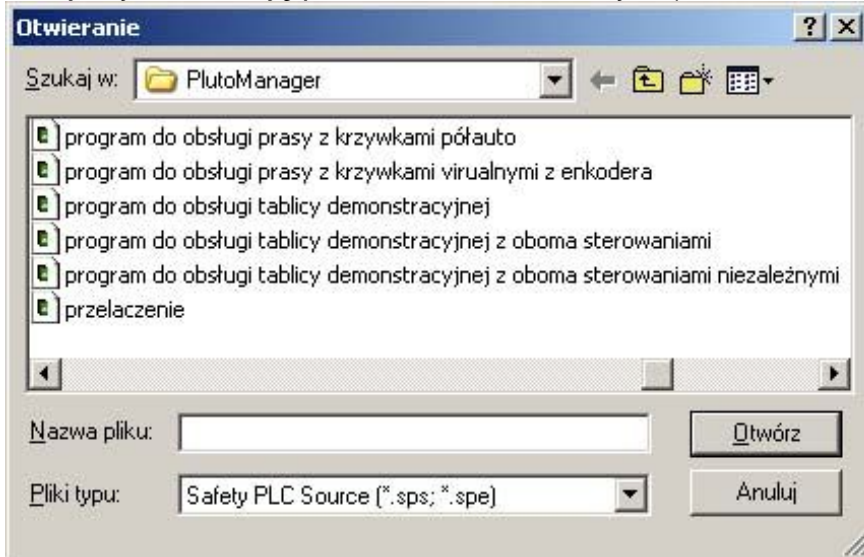 Otwieranie
Szukaj w: PlutoManager
program do obsługi prasy z krzywkami półauto
program do obsługi prasy z krzywkami virualnymi z enkodera
program do obsługi tablicy demonstracyjnej
program do obsługi tablicy demonstracyjnej z oboma sterowaniami
program do obsługi tablicy demonstracyjnej z oboma sterowaniami niezależnymi
przelaczenie
Nazwa pliku:
Otwórz
Pliki typu: Safety PLC Source (*.sps; *.spe)
Anuluj